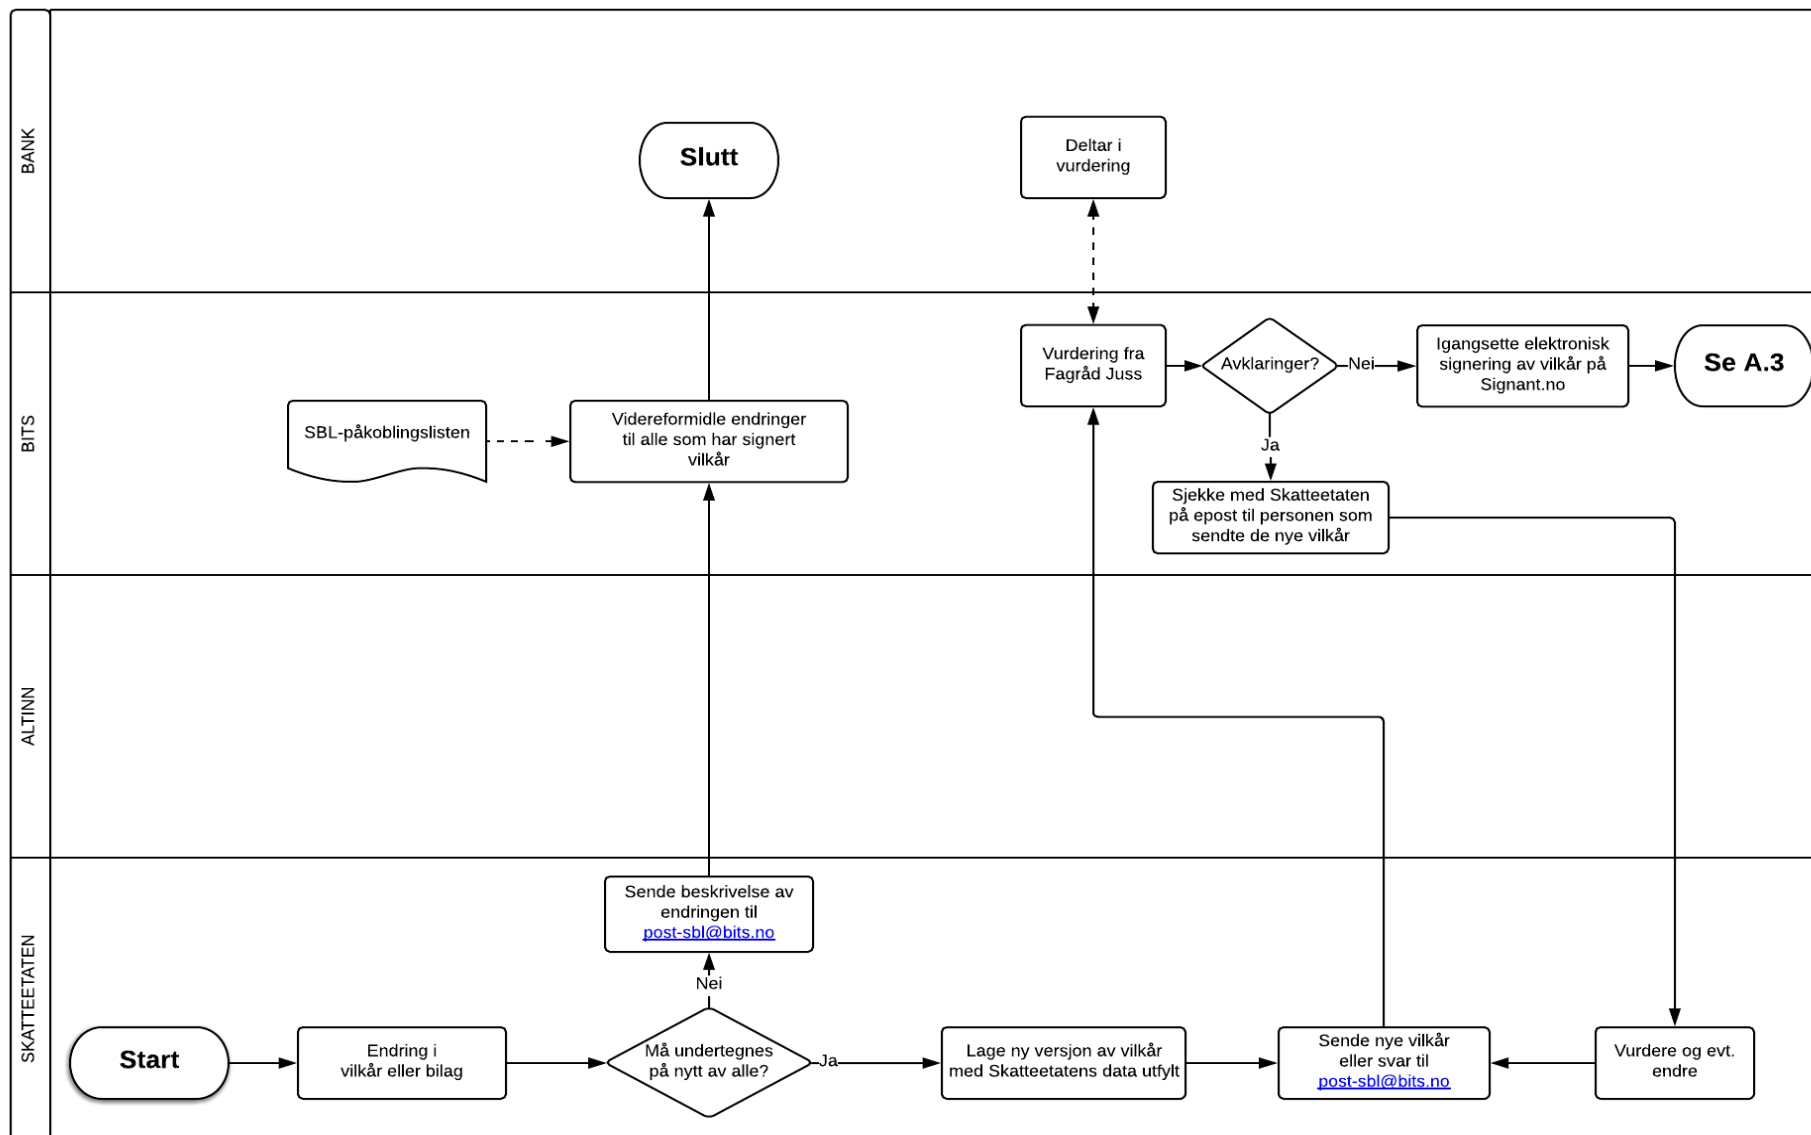 BANK
Slutt
Deltar i
vurdering
BITS
SBL-påkoblingslisten
Videreformidle endringer
til alle som har signert
vilkår
Vurdering fra
Fagråd Juss
Avklaringer?
Nei
Igangsette elektronisk
signering av vilkår på
Signant.no
Se A.3
Ja
Sjekke med Skatteetaten
på epost til personen som
sendte de nye vilkår
ALTINN
SKATTEETATEN
Sende beskrivelse av
endringen til
post-sbl@bits.no
Nei
Start
Endring i
vilkår eller bilag
Må undertegnes
på nytt av alle?
Ja
Lage ny versjon av vilkår
med Skatteetatens data utfylt
Sende nye vilkår
eller svar til
post-sbl@bits.no
Vurdere og evt.
endre